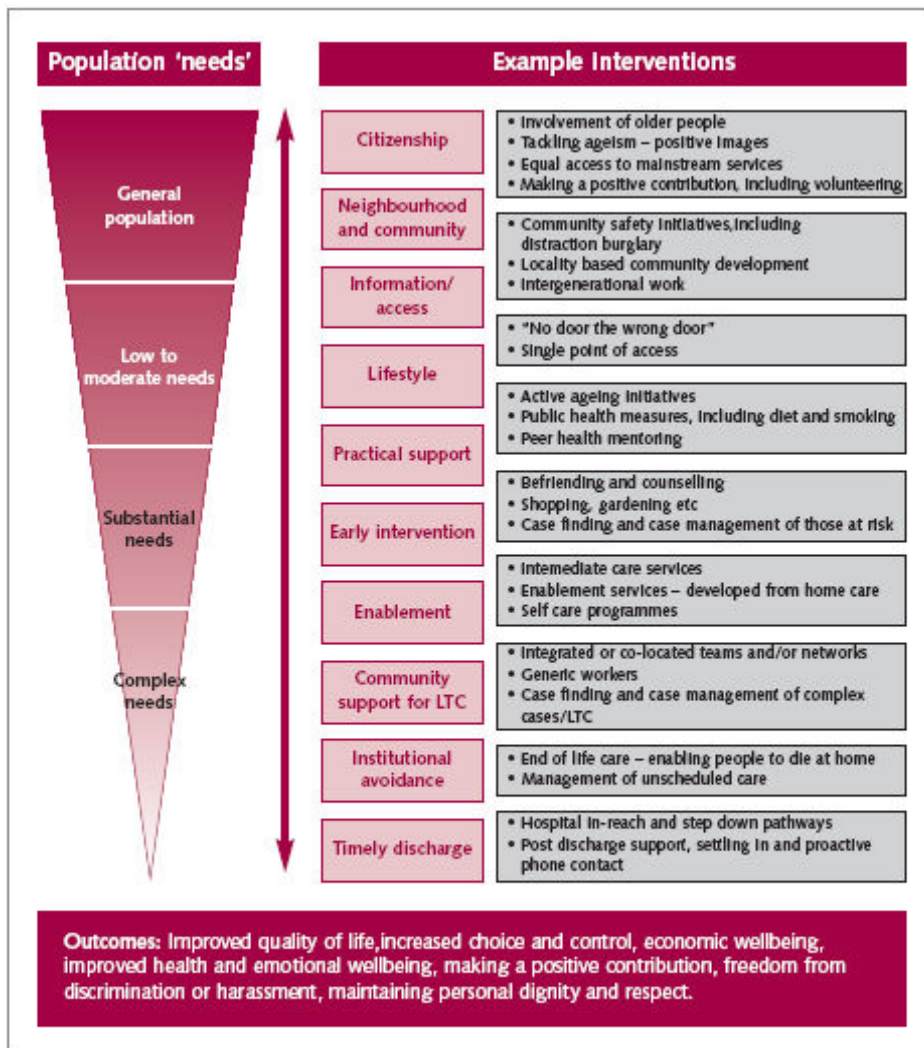 Population 'needs'
General
population
Low to
moderate needs
Substantial
needs
Complex
needs
Example interventions
Citizenship
• Involvement of older people
• Tackling ageism – positive images
• Equal access to mainstream services
• Making a positive contribution, including volunteering
Neighbourhood
and community
• Community safety initiatives,including
distraction burglary
• Locality based community development
• Intergenerational work
Information/
access
• "No door the wrong door"
• Single point of access
Lifestyle
• Active ageing initiatives
• Public health measures, including diet and smoking
• Peer health mentoring
Practical support
• Befriending and counselling
• Shopping, gardening etc
• Case finding and case management of those at risk
Early intervention
• Intemediate care services
• Enablement services – developed from home care
• Self care programmes
Enablement
• Integrated or co-located teams and/or networks
• Generic workers
• Case finding and case management of complex
cases/LTC
Community
support for LTC
• End of life care – enabling people to die at home
• Management of unscheduled care
Institutional
avoidance
• Hospital in-reach and step down pathways
• Post discharge support, settling in and proactive
phone contact
Timely discharge
Outcomes: Improved quality of life,increased choice and control, economic wellbeing,
improved health and emotional wellbeing, making a positive contribution, freedom from
discrimination or harassment, maintaining personal dignity and respect.